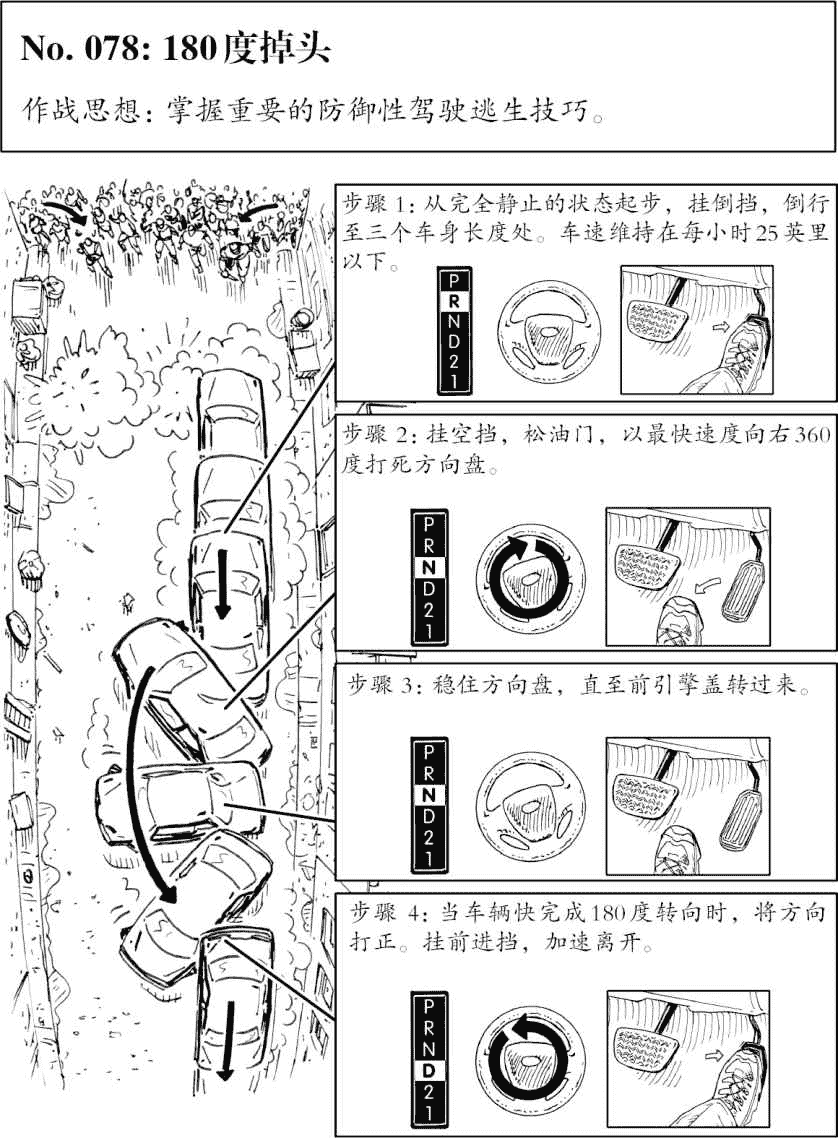 No. 078: 180度掉头
作战思想: 掌握重要的防御性驾驶逃生技巧。
步骤 1: 从完全静止的状态起步，挂倒挡，倒行
至三个车身长度处。车速维持在每小时25英里
以下。
P
R
N
D
2
1
步骤 2: 挂空挡，松油门，以最快速度向右360
度打死方向盘。
P
R
N
D
2
1
步骤 3: 稳住方向盘，直至前引擎盖转过来。
P
R
N
D
2
1
步骤 4: 当车辆快完成180度转向时，将方向
打正。挂前进挡，加速离开。
P
R
N
D
2
1